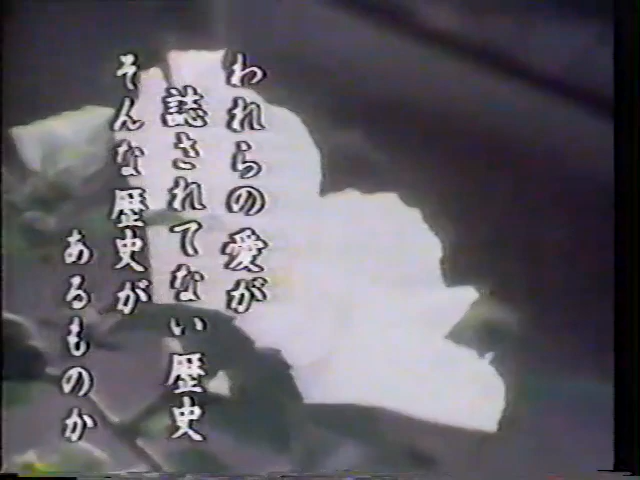 われらの愛が
誌されてない歴史
そんな歴史が
あるものか